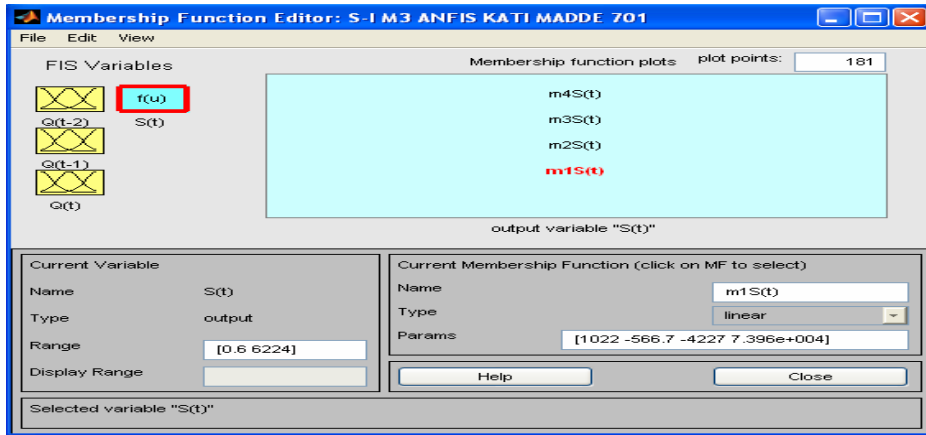 Membership Function Editor: S-I M3 ANFIS KATI MADDE 701
File Edit View
FIS Variables
Membership function plots plot points: 181
f(u)
Q(t-2) S(t)
Q(t-1)
Q(t)
m4S(t)
m3S(t)
m2S(t)
m1S(t)
output variable "S(t)"
Current Variable
Name S(t)
Type output
Range [0.6 6224]
Display Range
Current Membership Function (click on MF to select)
Name m1S(t)
Type linear
Params [1022 -566.7 -4227 7.396e+004]
Help Close
Selected variable "S(t)"